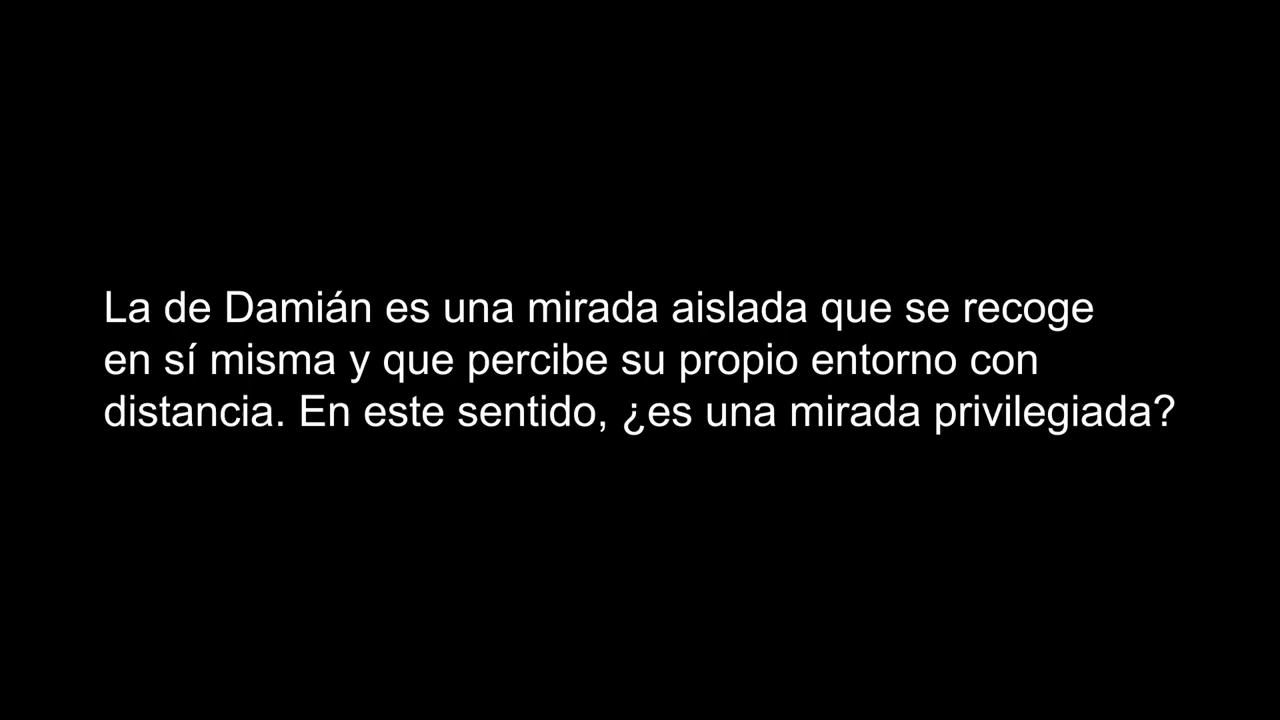 La de Damián es una mirada aislada que se recoge
en sí misma y que percibe su propio entorno con
distancia. En este sentido, ¿es una mirada privilegiada?